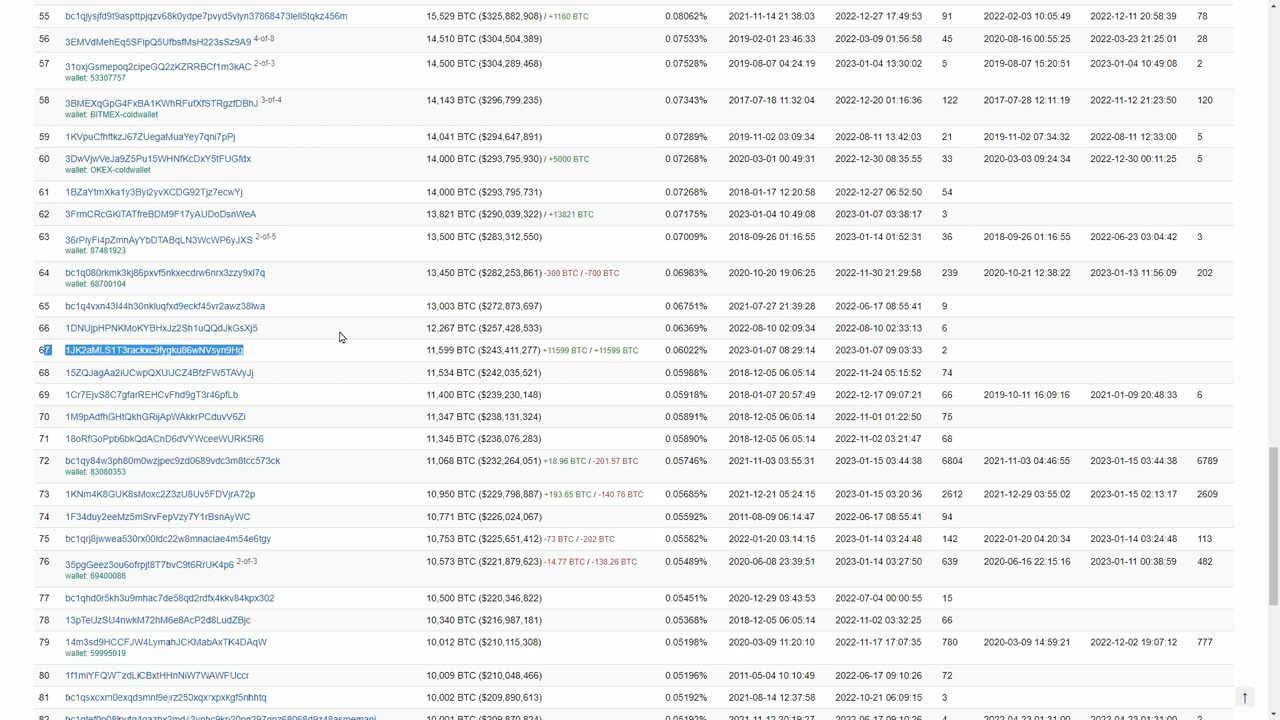 55 bc1qjysjfd9t9aspttpjqzv68k0ydpe7pvyd5vlyn37868473lell5tqkz456m 15,529 BTC ($325,882,908) / +1160 BTC 0.08062% 2021-11-14 21:38:03 2022-12-27 17:49:53 91 2022-02-03 10:05:49 2022-12-11 20:58:39 78
56 3EMVdMehEq5SFipQ5UfbsfMsH223sSz9A9 4-of-8 14,510 BTC ($304,504,389) 0.07533% 2019-02-01 23:46:33 2022-03-09 01:56:58 45 2020-08-16 00:55:25 2022-03-23 21:25:01 28
57 31oxjGsmepoq2cipeGQ2zKZRRBCf1m3kAC 2-of-3 14,500 BTC ($304,289,468) 0.07528% 2019-08-07 04:24:19 2023-01-04 13:30:02 5 2019-08-07 15:20:51 2023-01-04 10:49:08 2
wallet: 53307757
58 3BMEXqGpG4FxBA1KWhRFufXfSTRgzfDBhJ 3-of-4 14,143 BTC ($296,799,235) 0.07343% 2017-07-18 11:32:04 2022-12-20 01:16:36 122 2017-07-28 12:11:19 2022-11-12 21:23:50 120
wallet: BITMEX-coldwallet
59 1KVpuCfhftkzJ67ZUegaMuaYey7qni7pPj 14,041 BTC ($294,647,891) 0.07289% 2019-11-02 03:09:34 2022-08-11 13:42:03 21 2019-11-02 07:34:32 2022-08-11 12:33:00 5
60 3DwVjwVeJa9Z5Pu15WHNfKcDxY5tFUGfdx 14,000 BTC ($293,795,930) / +5000 BTC 0.07268% 2020-03-01 00:49:31 2022-12-30 08:35:55 33 2020-03-03 09:24:34 2022-12-30 00:11:25 5
wallet: OKEX-coldwallet
61 1BZaYtmXka1y3Byi2yvXCDG92Tjz7ecwYj 14,000 BTC ($293,795,731) 0.07268% 2018-01-17 12:20:58 2022-12-27 06:52:50 54
62 3FrmCRcGKiTATfreBDM9F17yAUDoDsnWeA 13,821 BTC ($290,039,322) / +13821 BTC 0.07175% 2023-01-04 10:49:08 2023-01-07 03:38:17 3
63 36rPiyFi4pZmnAyYbDTABqLN3WcWP6yJXS 2-of-5 13,500 BTC ($283,312,550) 0.07009% 2018-09-26 01:16:55 2023-01-14 01:52:31 36 2018-09-26 01:16:55 2022-06-23 03:04:42 3
wallet: 87481923
64 bc1q080rkmk3kj86pxvf5nkxecdrw6nrx3zzy9xl7q 13,450 BTC ($282,253,861) -300 BTC / -700 BTC 0.06983% 2020-10-20 19:06:25 2022-11-30 21:29:58 239 2020-10-21 12:38:22 2023-01-13 11:56:09 202
wallet: 68700104
65 bc1q4vxn43l44h30nkluqfxd9eckf45vr2awz38lwa 13,003 BTC ($272,873,697) 0.06751% 2021-07-27 21:39:28 2022-06-17 08:55:41 9
66 1DNUjpHPNKMoKYBHxJz2Sh1uQQdJkGsXj5 12,267 BTC ($257,428,533) 0.06369% 2022-08-10 02:09:34 2022-08-10 02:33:13 6
67 1JK2aMLS1T3rackxc9fygku86wNVsyn9Hg 11,599 BTC ($243,411,277) +11599 BTC / +11599 BTC 0.06022% 2023-01-07 08:29:14 2023-01-07 09:03:33 2
68 15ZQJagAa2iUCwpQXUUCZ4BfzFW5TAVyJj 11,534 BTC ($242,035,521) 0.05988% 2018-12-05 06:05:14 2022-11-24 05:15:52 74
69 1Cr7EjvS8C7gfarREHCvFhd9gT3r46pfLb 11,400 BTC ($239,230,148) 0.05918% 2018-01-07 20:57:49 2022-12-17 09:07:21 66 2019-10-11 16:09:16 2021-01-09 20:48:33 6
70 1M9pAdfhGHtQkhGRijApWAkkrPCduvV6Zi 11,347 BTC ($238,131,324) 0.05891% 2018-12-05 06:05:14 2022-11-01 01:22:50 75
71 18oRfGoPpb6bkQdACnD6dVYWceeWURK5R6 11,345 BTC ($238,076,283) 0.05890% 2018-12-05 06:05:14 2022-11-02 03:21:47 68
72 bc1qy84w3ph80m0wzjpec9zd0689vdc3m8tcc573ck 11,068 BTC ($232,264,051) +18.96 BTC / -201.57 BTC 0.05746% 2021-11-03 03:53:31 2023-01-15 03:44:38 6804 2021-11-03 04:46:55 2023-01-15 03:44:38 6789
wallet: 83080353
73 1KNm4K8GUK8sMoxc2Z3zU8Uv5FDVjrA72p 10,950 BTC ($229,798,887) +193.65 BTC / -140.76 BTC 0.05685% 2021-12-21 05:24:15 2023-01-15 03:20:36 2612 2021-12-29 03:55:02 2023-01-15 02:13:17 2609
74 1F34duy2eeMz5mSrvFepVzy7Y1rBsnAyWC 10,771 BTC ($226,024,067) 0.05592% 2011-08-09 06:14:47 2022-06-17 08:55:41 94
75 bc1qrj8jwwea530rx00ldc22w8mnaclae4m54e6tgy 10,753 BTC ($225,651,412) -73 BTC / -202 BTC 0.05582% 2022-01-20 03:14:15 2023-01-14 03:24:48 142 2022-01-20 04:20:34 2023-01-14 03:24:48 113
76 35pgGeez3ou6ofrpjt8T7bvC9t6RrUK4p6 2-of-3 10,573 BTC ($221,879,623) -14.77 BTC / -138.26 BTC 0.05489% 2020-06-08 23:39:51 2023-01-14 03:27:50 639 2020-06-16 22:15:16 2023-01-11 00:38:59 482
wallet: 69400086
77 bc1qhd0r5kh3u9mhac7de58qd2rdfx4kkv84kpx302 10,500 BTC ($220,346,822) 0.05451% 2020-12-29 03:43:53 2022-07-04 00:00:55 15
78 13pTeUzSU4nwkM72hM6e8AcP2d8LudZBjc 10,340 BTC ($216,987,181) 0.05368% 2018-12-05 06:05:14 2022-11-02 03:32:25 66
79 14m3sd9HCCFJW4LymahJCKMabAxTK4DAqW 10,012 BTC ($210,115,308) 0.05198% 2020-03-09 11:20:10 2022-11-17 17:07:35 780 2020-03-09 14:59:21 2022-12-02 19:07:12 777
wallet: 59995019
80 10,009 BTC ($210,048,466) 0.05196% 2011-05-04 10:10:49 2022-06-17 09:10:26 72
81 10,002 BTC ($209,890,613) 0.05192% 2021-08-14 12:37:58 2022-10-21 06:09:15 3